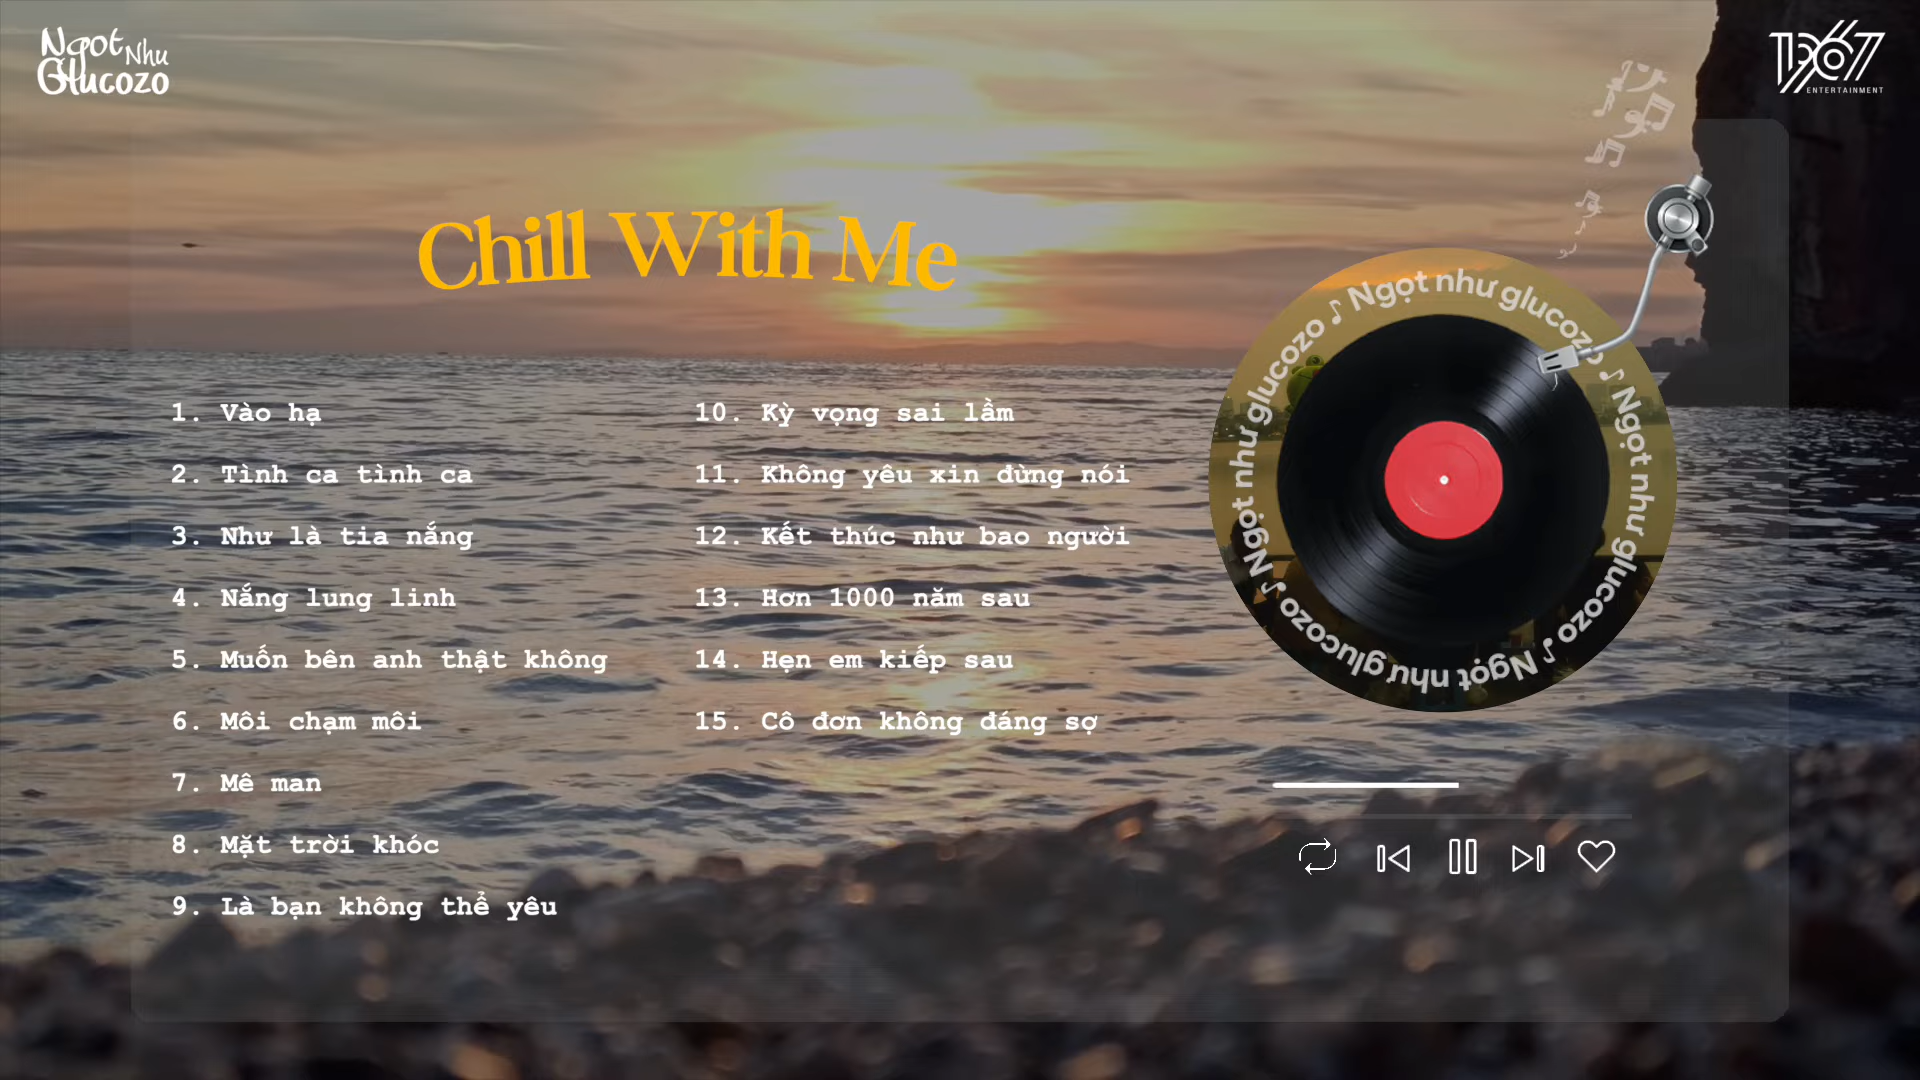 Ngọt Như
Glucozo
1967
ENTERTAINMENT
Chill With Me
1. Vào hạ
2. Tình ca tình ca
3. Như là tia nắng
4. Nắng lung linh
5. Muốn bên anh thật không
6. Môi chạm môi
7. Mê man
8. Mặt trời khóc
9. Là bạn không thể yêu
10. Kỳ vọng sai lầm
11. Không yêu xin đừng nói
12. Kết thúc như bao người
13. Hơn 1000 năm sau
14. Hẹn em kiếp sau
15. Cô đơn không đáng sợ
Ngọt như glucozo ♪ Ngọt như glucozo ♪ Ngọt như glucozo ♪ Ngọt như glucozo ♪